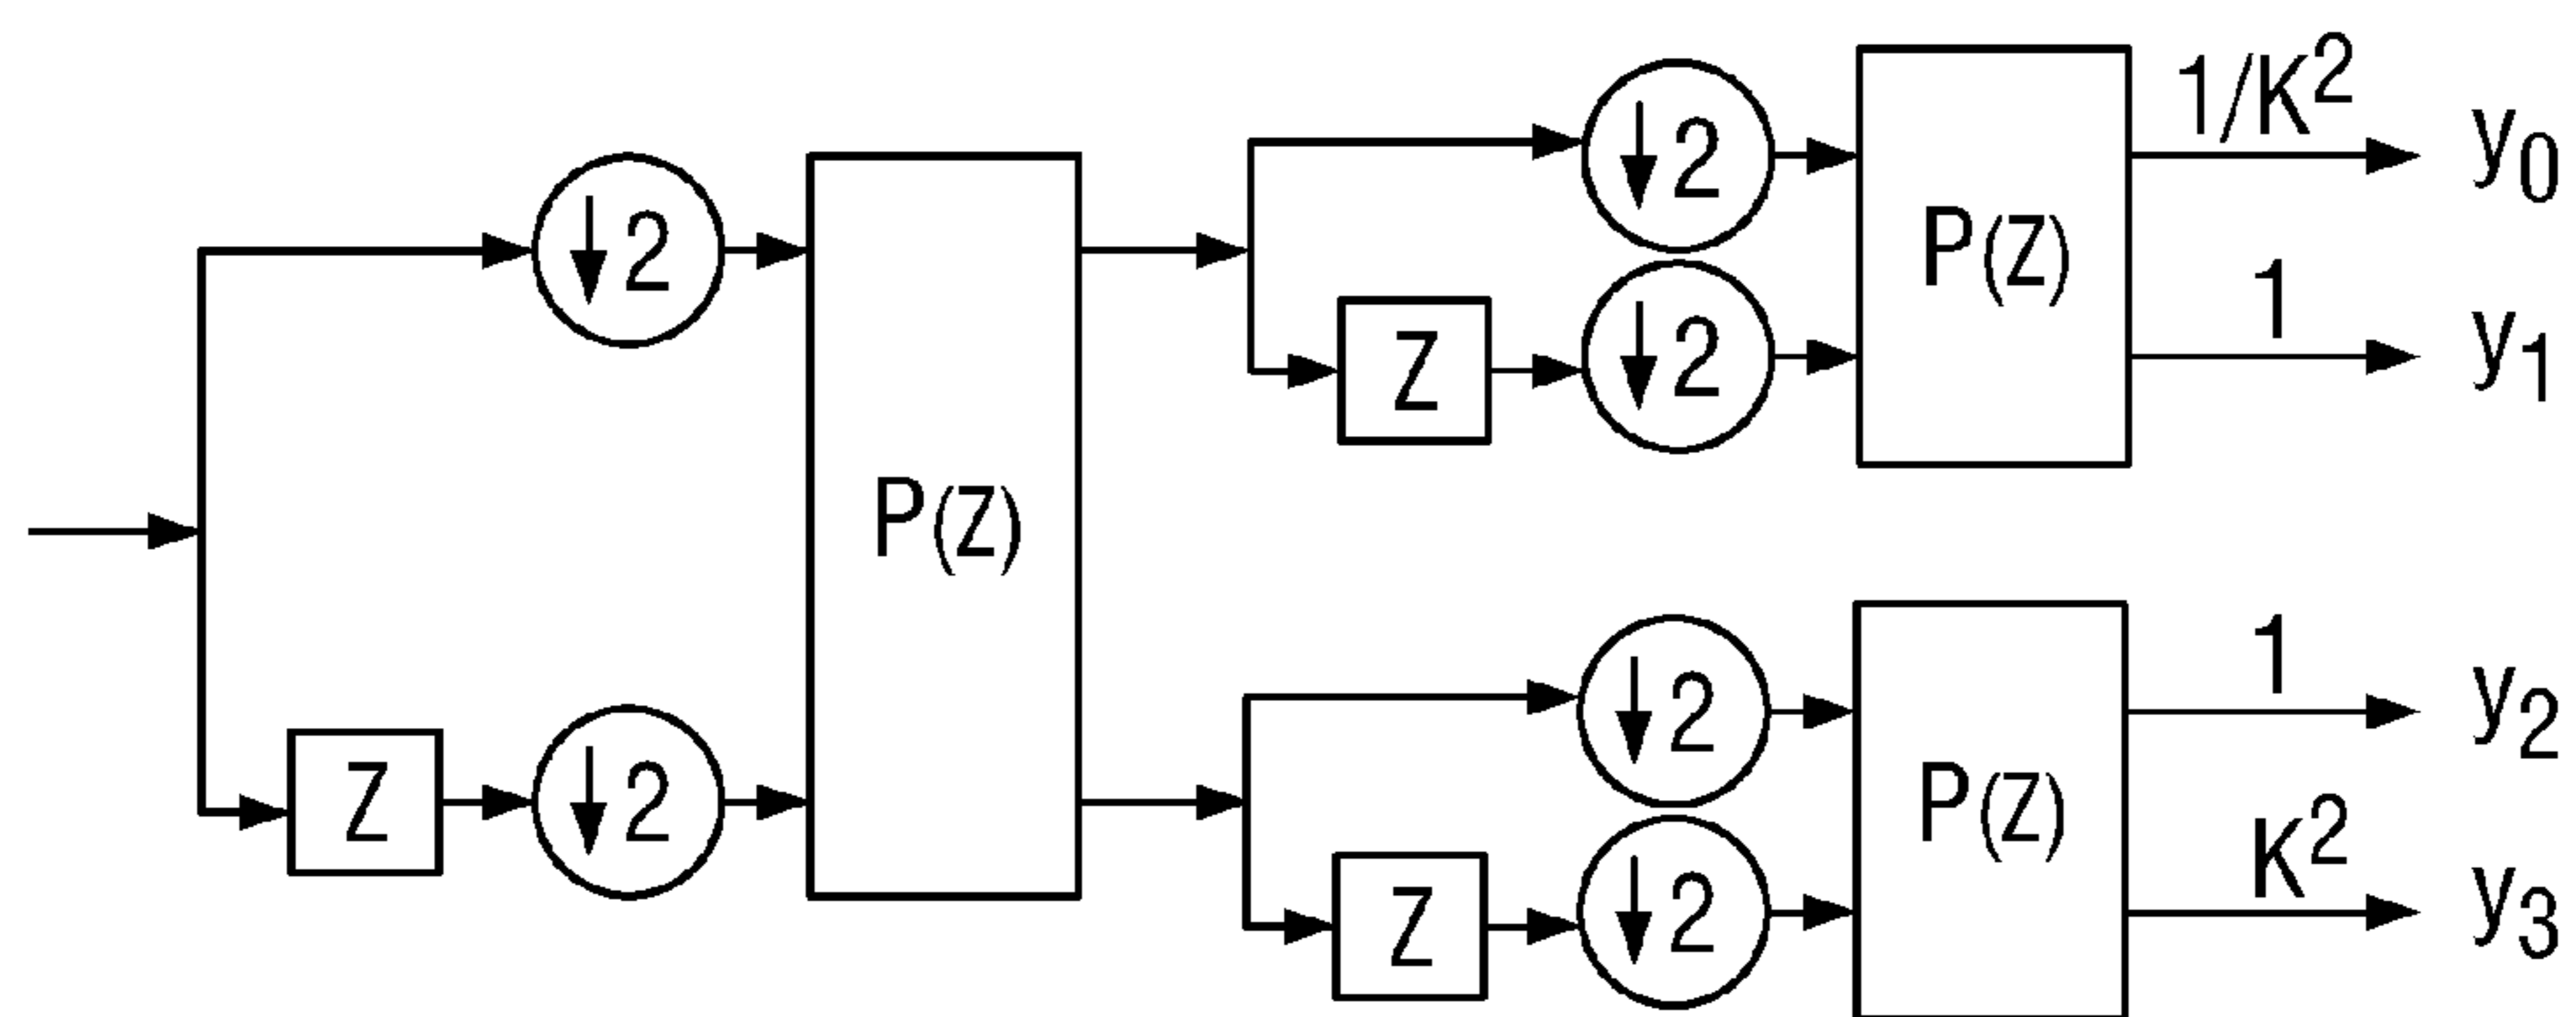 ↓2
Z
↓2
P(Z)
↓2
Z
↓2
P(Z)
1/K²
y₀
1
y₁
↓2
Z
↓2
P(Z)
1
y₂
K²
y₃